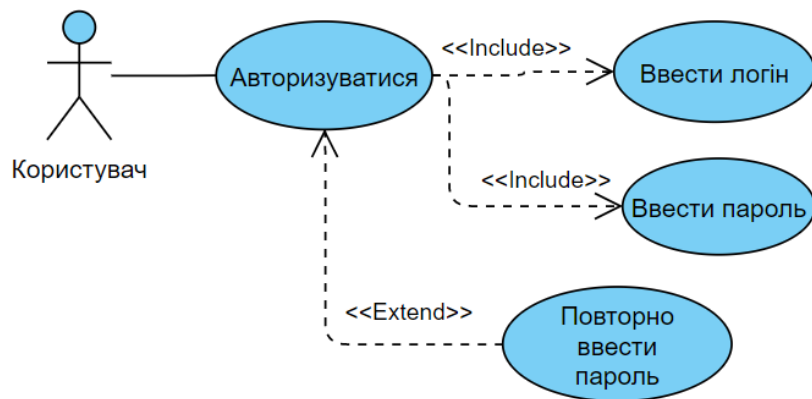 <<Include>>
Авторизуватися
Ввести логін
Користувач
<<Include>>
Ввести пароль
<<Extend>>
Повторно
ввести
пароль